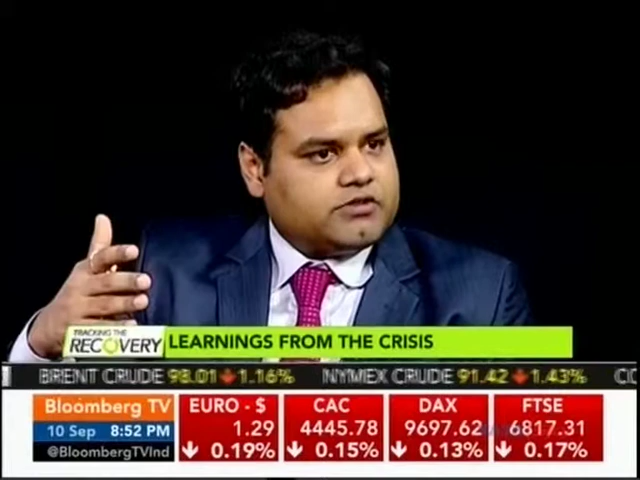 TRACKING THE
RECOVERY
LEARNINGS FROM THE CRISIS
BRENT CRUDE 98.01 1.16% NYMEX CRUDE 91.42 1.43% CO
Bloomberg TV
10 Sep 8:52 PM
@BloombergTVInd
EURO - $
1.29
0.19%
CAC
4445.78
0.15%
DAX
9697.62
0.13%
FTSE
6817.31
0.17%